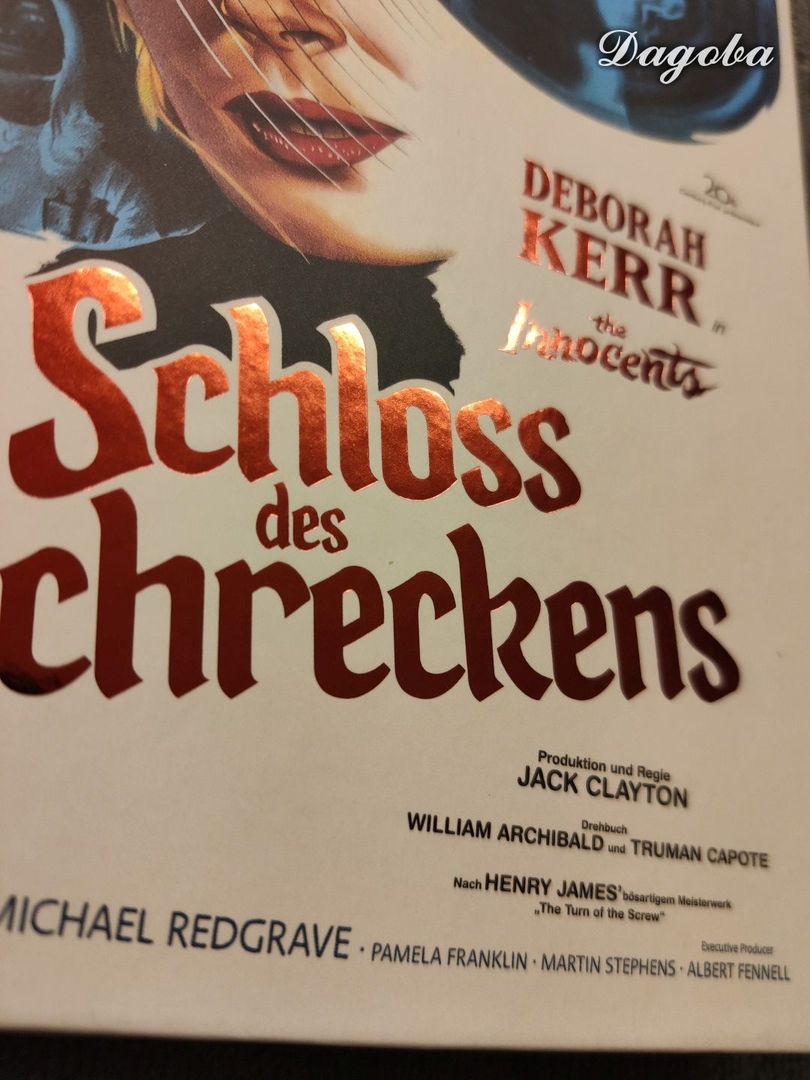 Dagoba
20th
DEBORAH
KERR in
the
Innocents
Schloss
des
chreckens
Produktion und Regie
JACK CLAYTON
Drehbuch
WILLIAM ARCHIBALD und TRUMAN CAPOTE
Nach HENRY JAMES' bösartigem Meisterwerk
„The Turn of the Screw“
Executive Producer
MICHAEL REDGRAVE · PAMELA FRANKLIN · MARTIN STEPHENS · ALBERT FENNELL